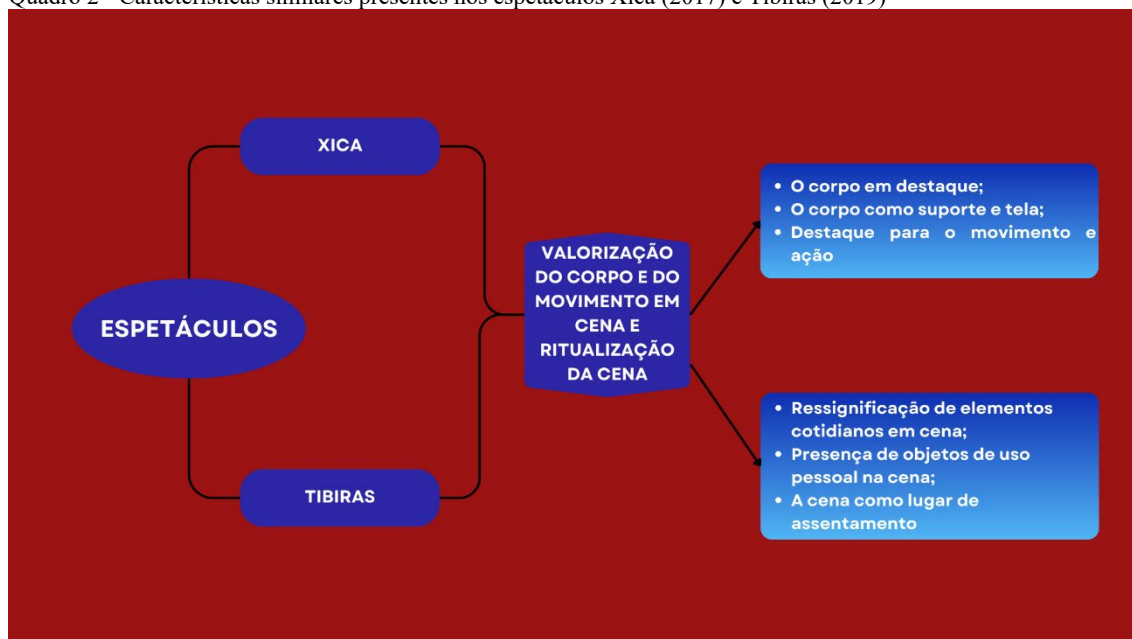 Quadro 2 - Características similares presentes nos espetáculos Xica (2017) e Tibiras (2019)
XICA
ESPETÁCULOS
TIBIRAS
VALORIZAÇÃO
DO CORPO E DO
MOVIMENTO EM
CENA E
RITUALIZAÇÃO
DA CENA
• O corpo em destaque;
• O corpo como suporte e tela;
• Destaque para o movimento e
ação
• Ressignificação de elementos
cotidianos em cena;
• Presença de objetos de uso
pessoal na cena;
• A cena como lugar de
assentamento